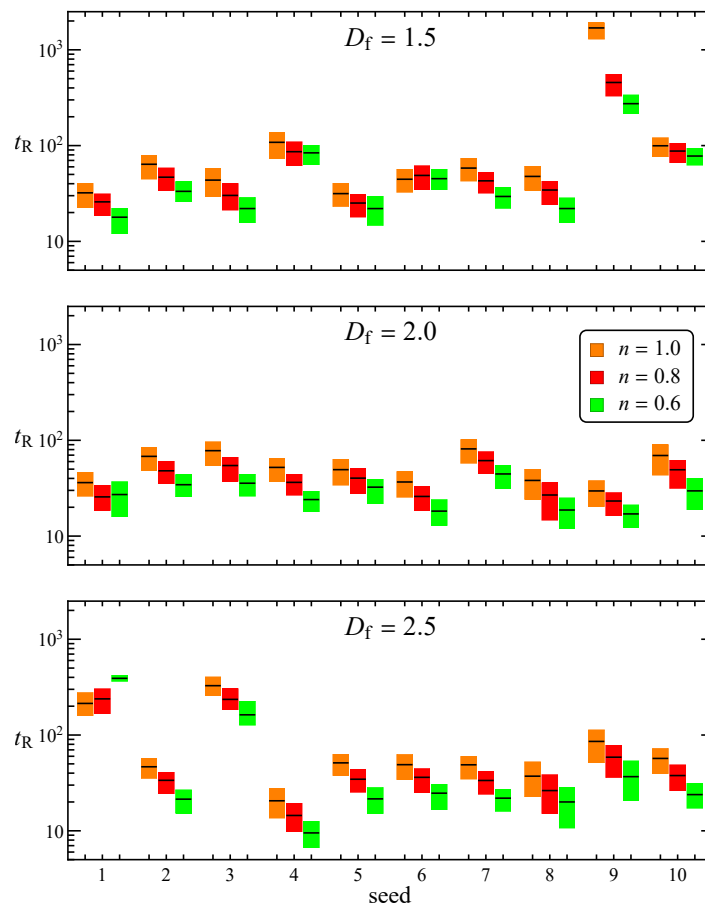 D_f = 1.5
10³
t_R 10²
10
D_f = 2.0
10³
n = 1.0
n = 0.8
n = 0.6
t_R 10²
10
D_f = 2.5
10³
t_R 10²
10
1 2 3 4 5 6 7 8 9 10
seed